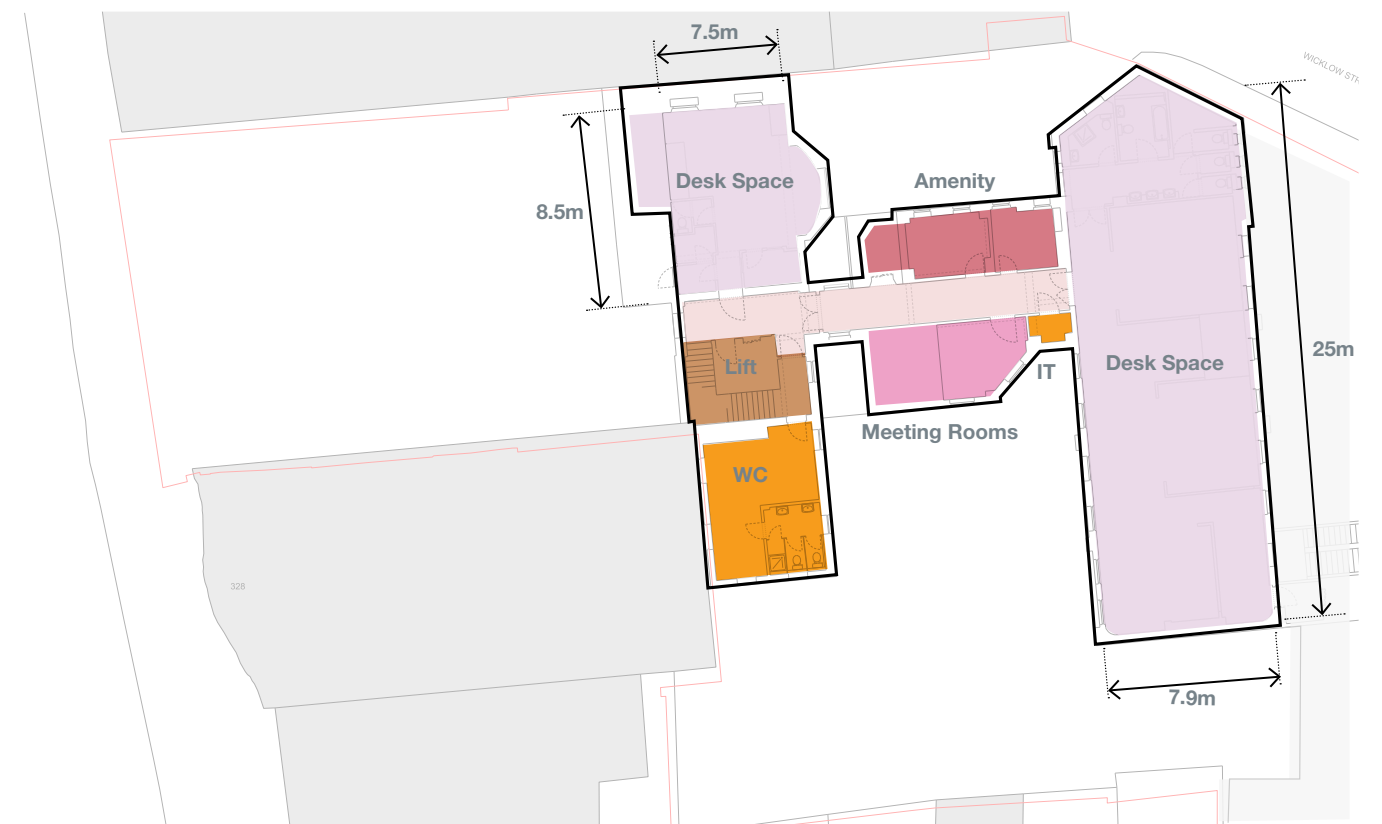 7.5m
WICKLOW STR
Desk Space
Amenity
8.5m
25m
Lift
IT
Desk Space
Meeting Rooms
WC
328
7.9m